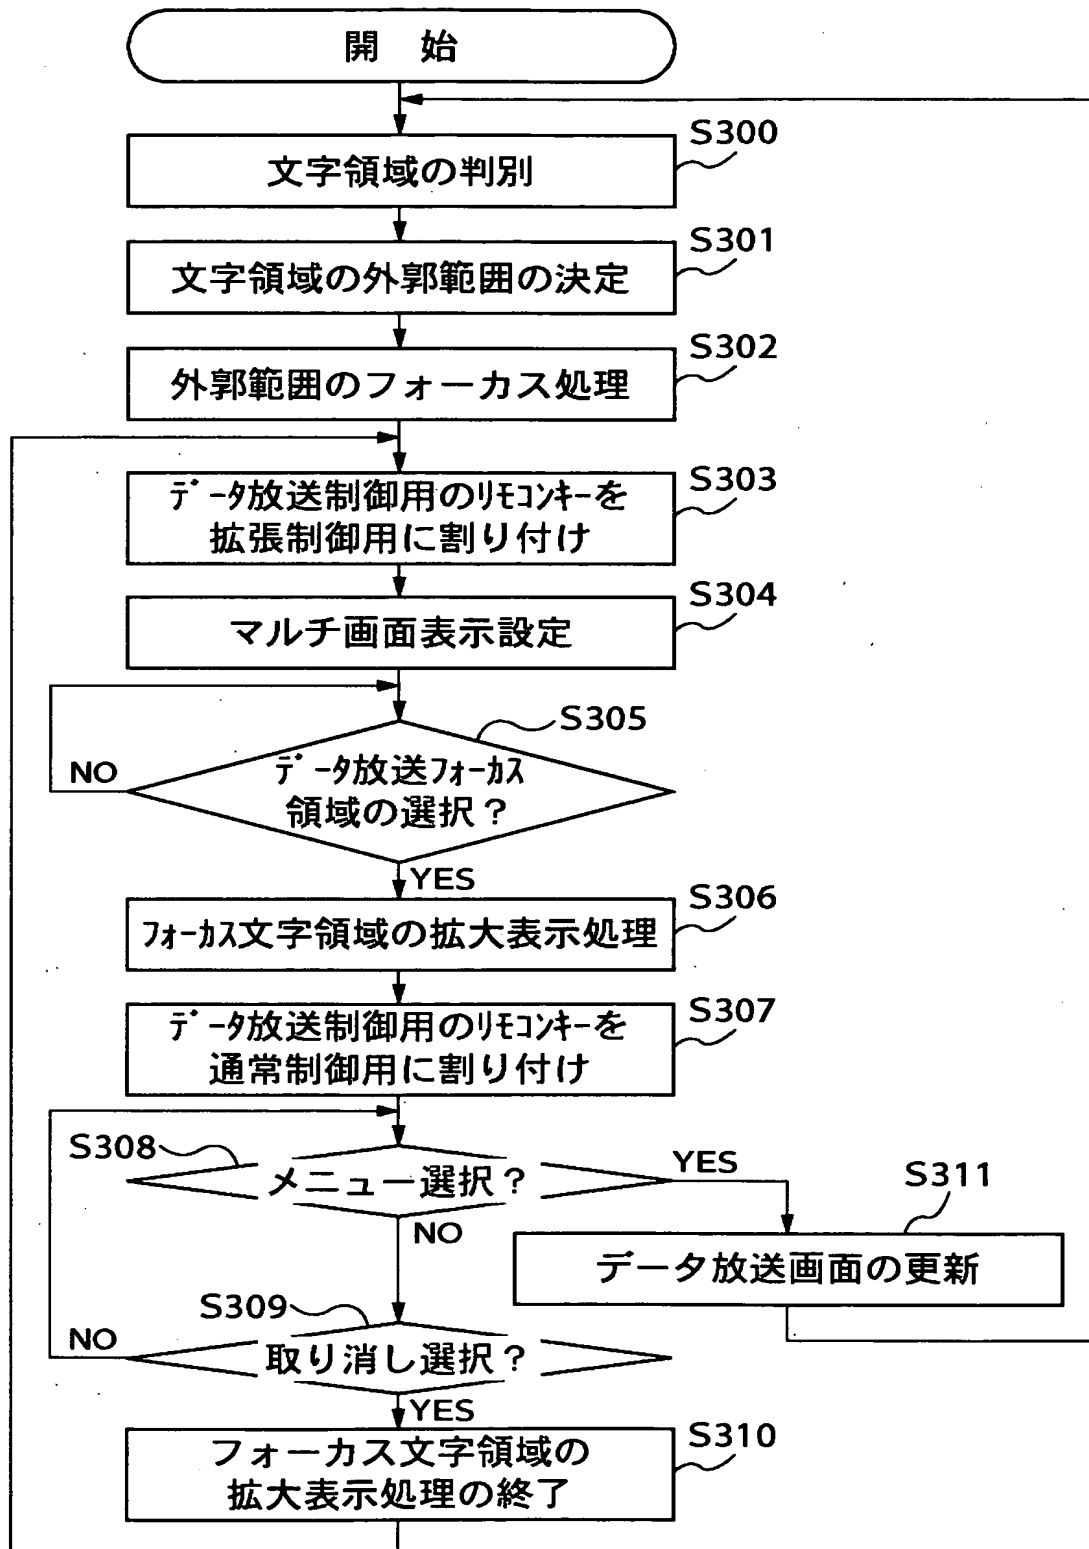 開 始
S300
文字領域の判別
S301
文字領域の外郭範囲の決定
S302
外郭範囲のフォーカス処理
S303
ﾃﾞｰﾀ放送制御用のﾘﾓｺﾝｷｰを
拡張制御用に割り付け
S304
マルチ画面表示設定
S305
ﾃﾞｰﾀ放送ﾌｫｰｶｽ
領域の選択？
NO
YES
S306
ﾌｫｰｶｽ文字領域の拡大表示処理
S307
ﾃﾞｰﾀ放送制御用のﾘﾓｺﾝｷｰを
通常制御用に割り付け
S308
メニュー選択？
YES
NO
S311
データ放送画面の更新
S309
取り消し選択？
NO
YES
S310
フォーカス文字領域の
拡大表示処理の終了